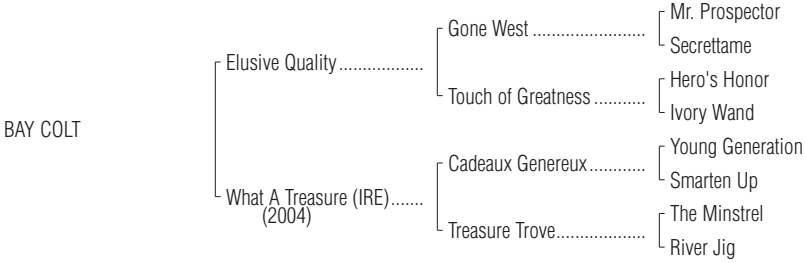 Mr. Prospector
Gone West ........................
Secrettame
Elusive Quality..................
Hero's Honor
Touch of Greatness ...........
Ivory Wand
BAY COLT
Young Generation
Cadeaux Genereux............
Smarten Up
What A Treasure (IRE).......
(2004)
The Minstrel
Treasure Trove...................
River Jig